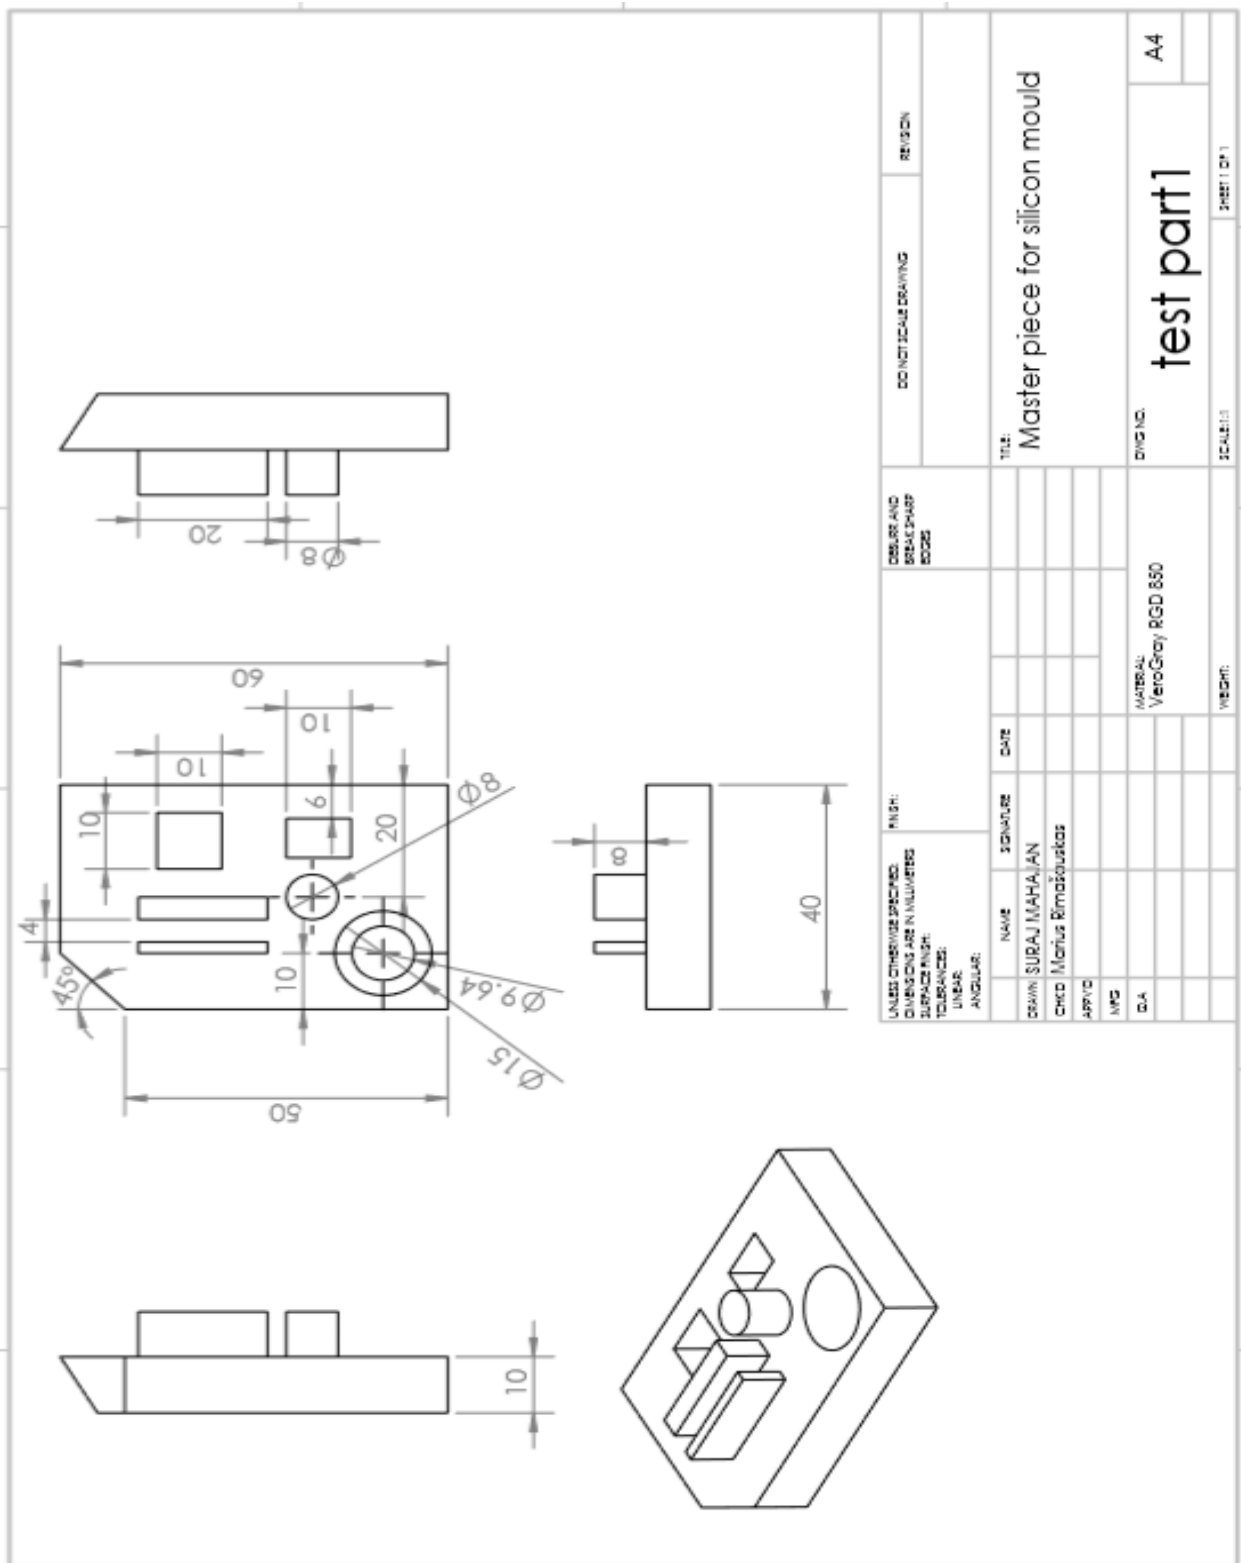 20
Ø8
60
10
10
10
6
20
Ø8
4
45°
10
Ø9.64
Ø15
50
8
40
10
UNLESS OTHERWISE SPECIFIED:
DIMENSIONS ARE IN MILLIMETERS
SURFACE FINISH:
TOLERANCES:
LINEAR:
ANGULAR:
FINISH:
DEBURR AND
BREAK SHARP
EDGES
DO NOT SCALE DRAWING
REVISION
NAME SIGNATURE DATE
DRAWN SURAJ MAHAJAN
CHK'D Marius Rimašauskas
APPV'D
MFG
Q.A
TITLE:
Master piece for silicon mould
MATERIAL:
VeroGray RGD 850
DWG NO.
test part1
A4
WEIGHT:
SCALE:1:1
SHEET 1 OF 1